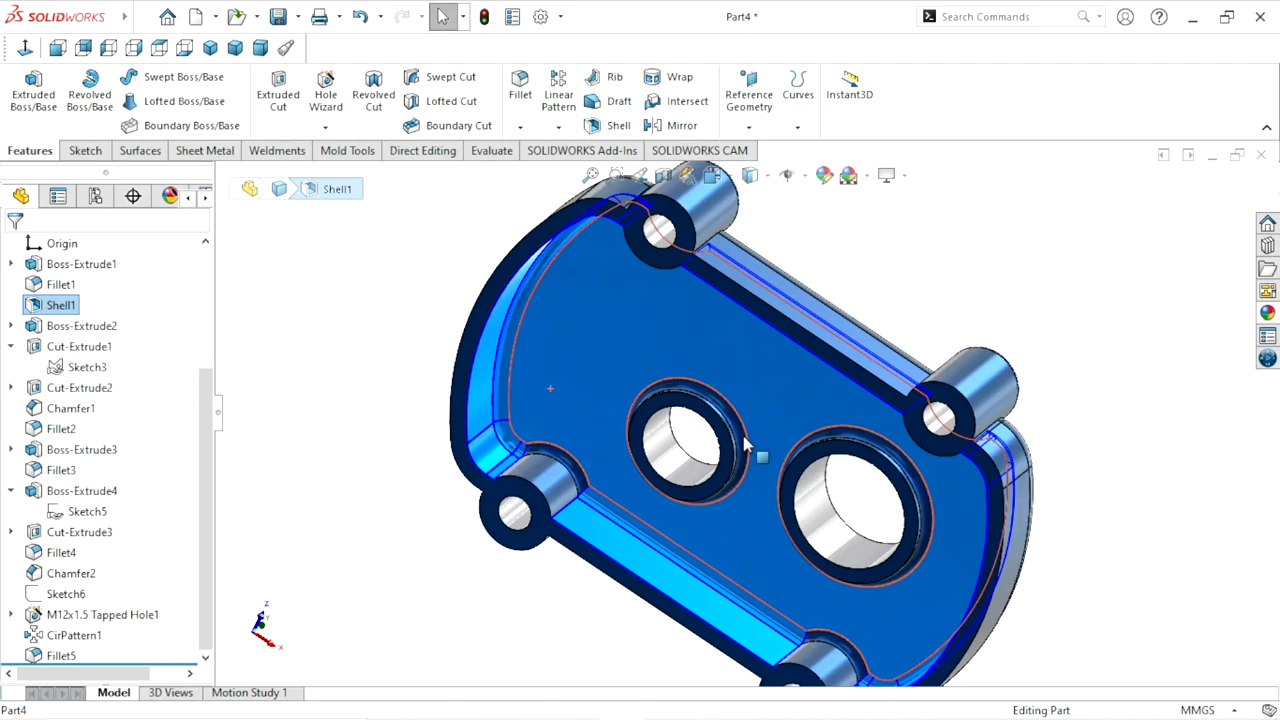 SOLIDWORKS
Part4 *
Search Commands
Extruded Boss/Base
Revolved Boss/Base
Swept Boss/Base
Lofted Boss/Base
Boundary Boss/Base
Extruded Cut
Hole Wizard
Revolved Cut
Swept Cut
Lofted Cut
Boundary Cut
Fillet
Linear Pattern
Rib
Draft
Shell
Wrap
Intersect
Mirror
Reference Geometry
Curves
Instant3D
Features
Sketch
Surfaces
Sheet Metal
Weldments
Mold Tools
Direct Editing
Evaluate
SOLIDWORKS Add-Ins
SOLIDWORKS CAM
Shell1
Origin
Boss-Extrude1
Fillet1
Shell1
Boss-Extrude2
Cut-Extrude1
Sketch3
Cut-Extrude2
Chamfer1
Fillet2
Boss-Extrude3
Fillet3
Boss-Extrude4
Sketch5
Cut-Extrude3
Fillet4
Chamfer2
Sketch6
M12x1.5 Tapped Hole1
CirPattern1
Fillet5
Z
Y
X
Model
3D Views
Motion Study 1
Part4
Editing Part
MMGS